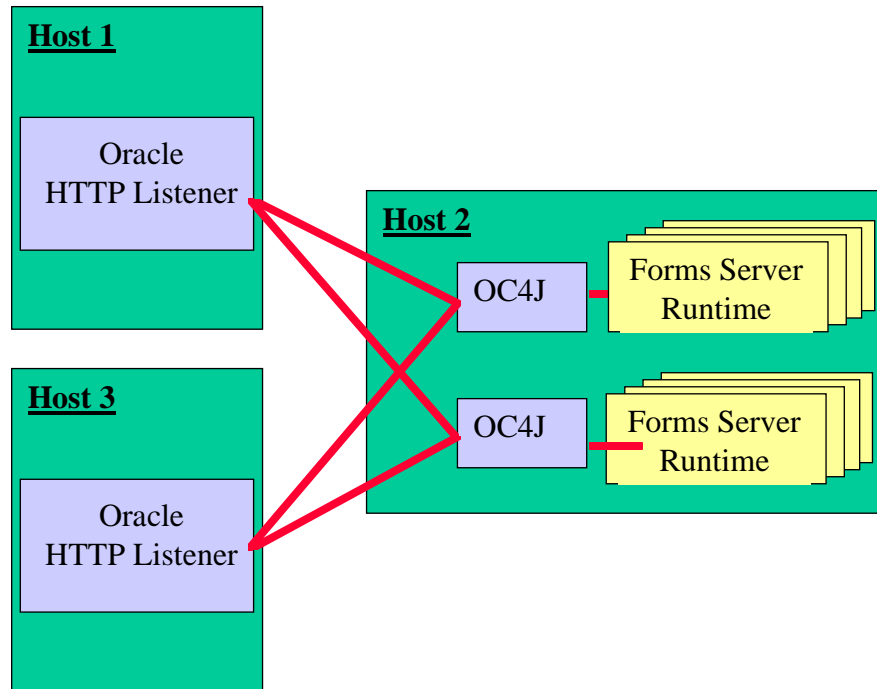 Host 1
Oracle
HTTP Listener
Host 2
OC4J
Forms Server
Runtime
OC4J
Forms Server
Runtime
Host 3
Oracle
HTTP Listener